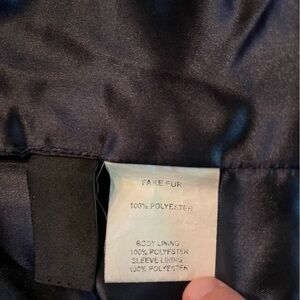 FAKE FUR
100% POLYESTER
BODY LINING
100% POLYESTER
SLEEVE LINING
100% POLYESTER